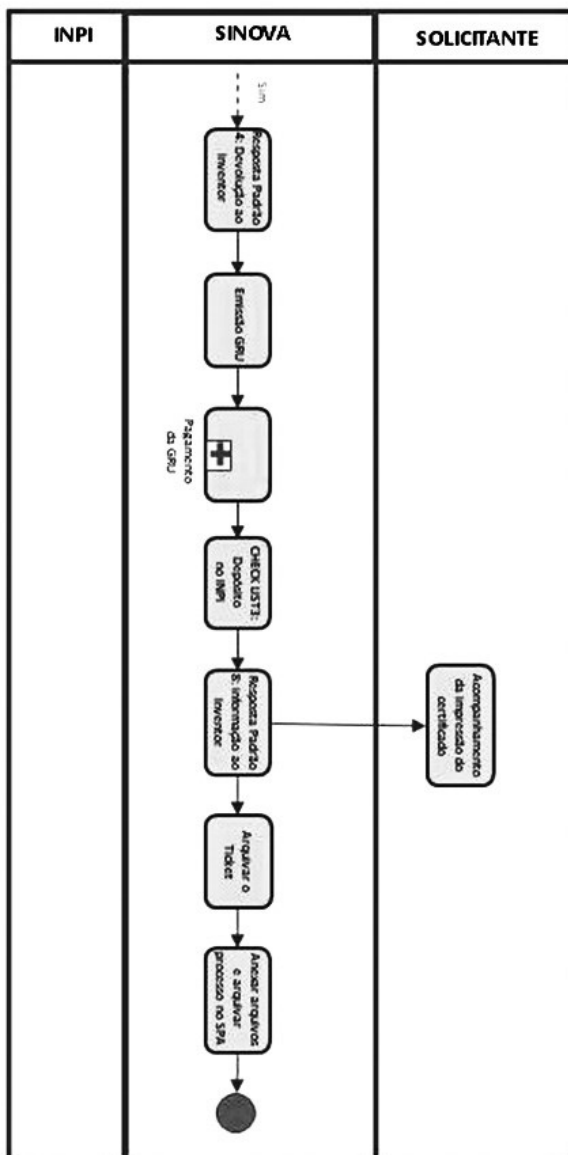 INPI
SINOVA
SOLICITANTE
Sim
Resposta Padrão
4: Devolução ao
Inventor
Emissão GRU
Pagamento
da GRU
CHECK LIST3:
Depósito
no INPI
Resposta Padrão
8: Informação ao
Inventor
Acompanhamento
da impressão do
certificado
Arquivar o
Ticket
Anexar arquivos
e arquivar
processo no SPA